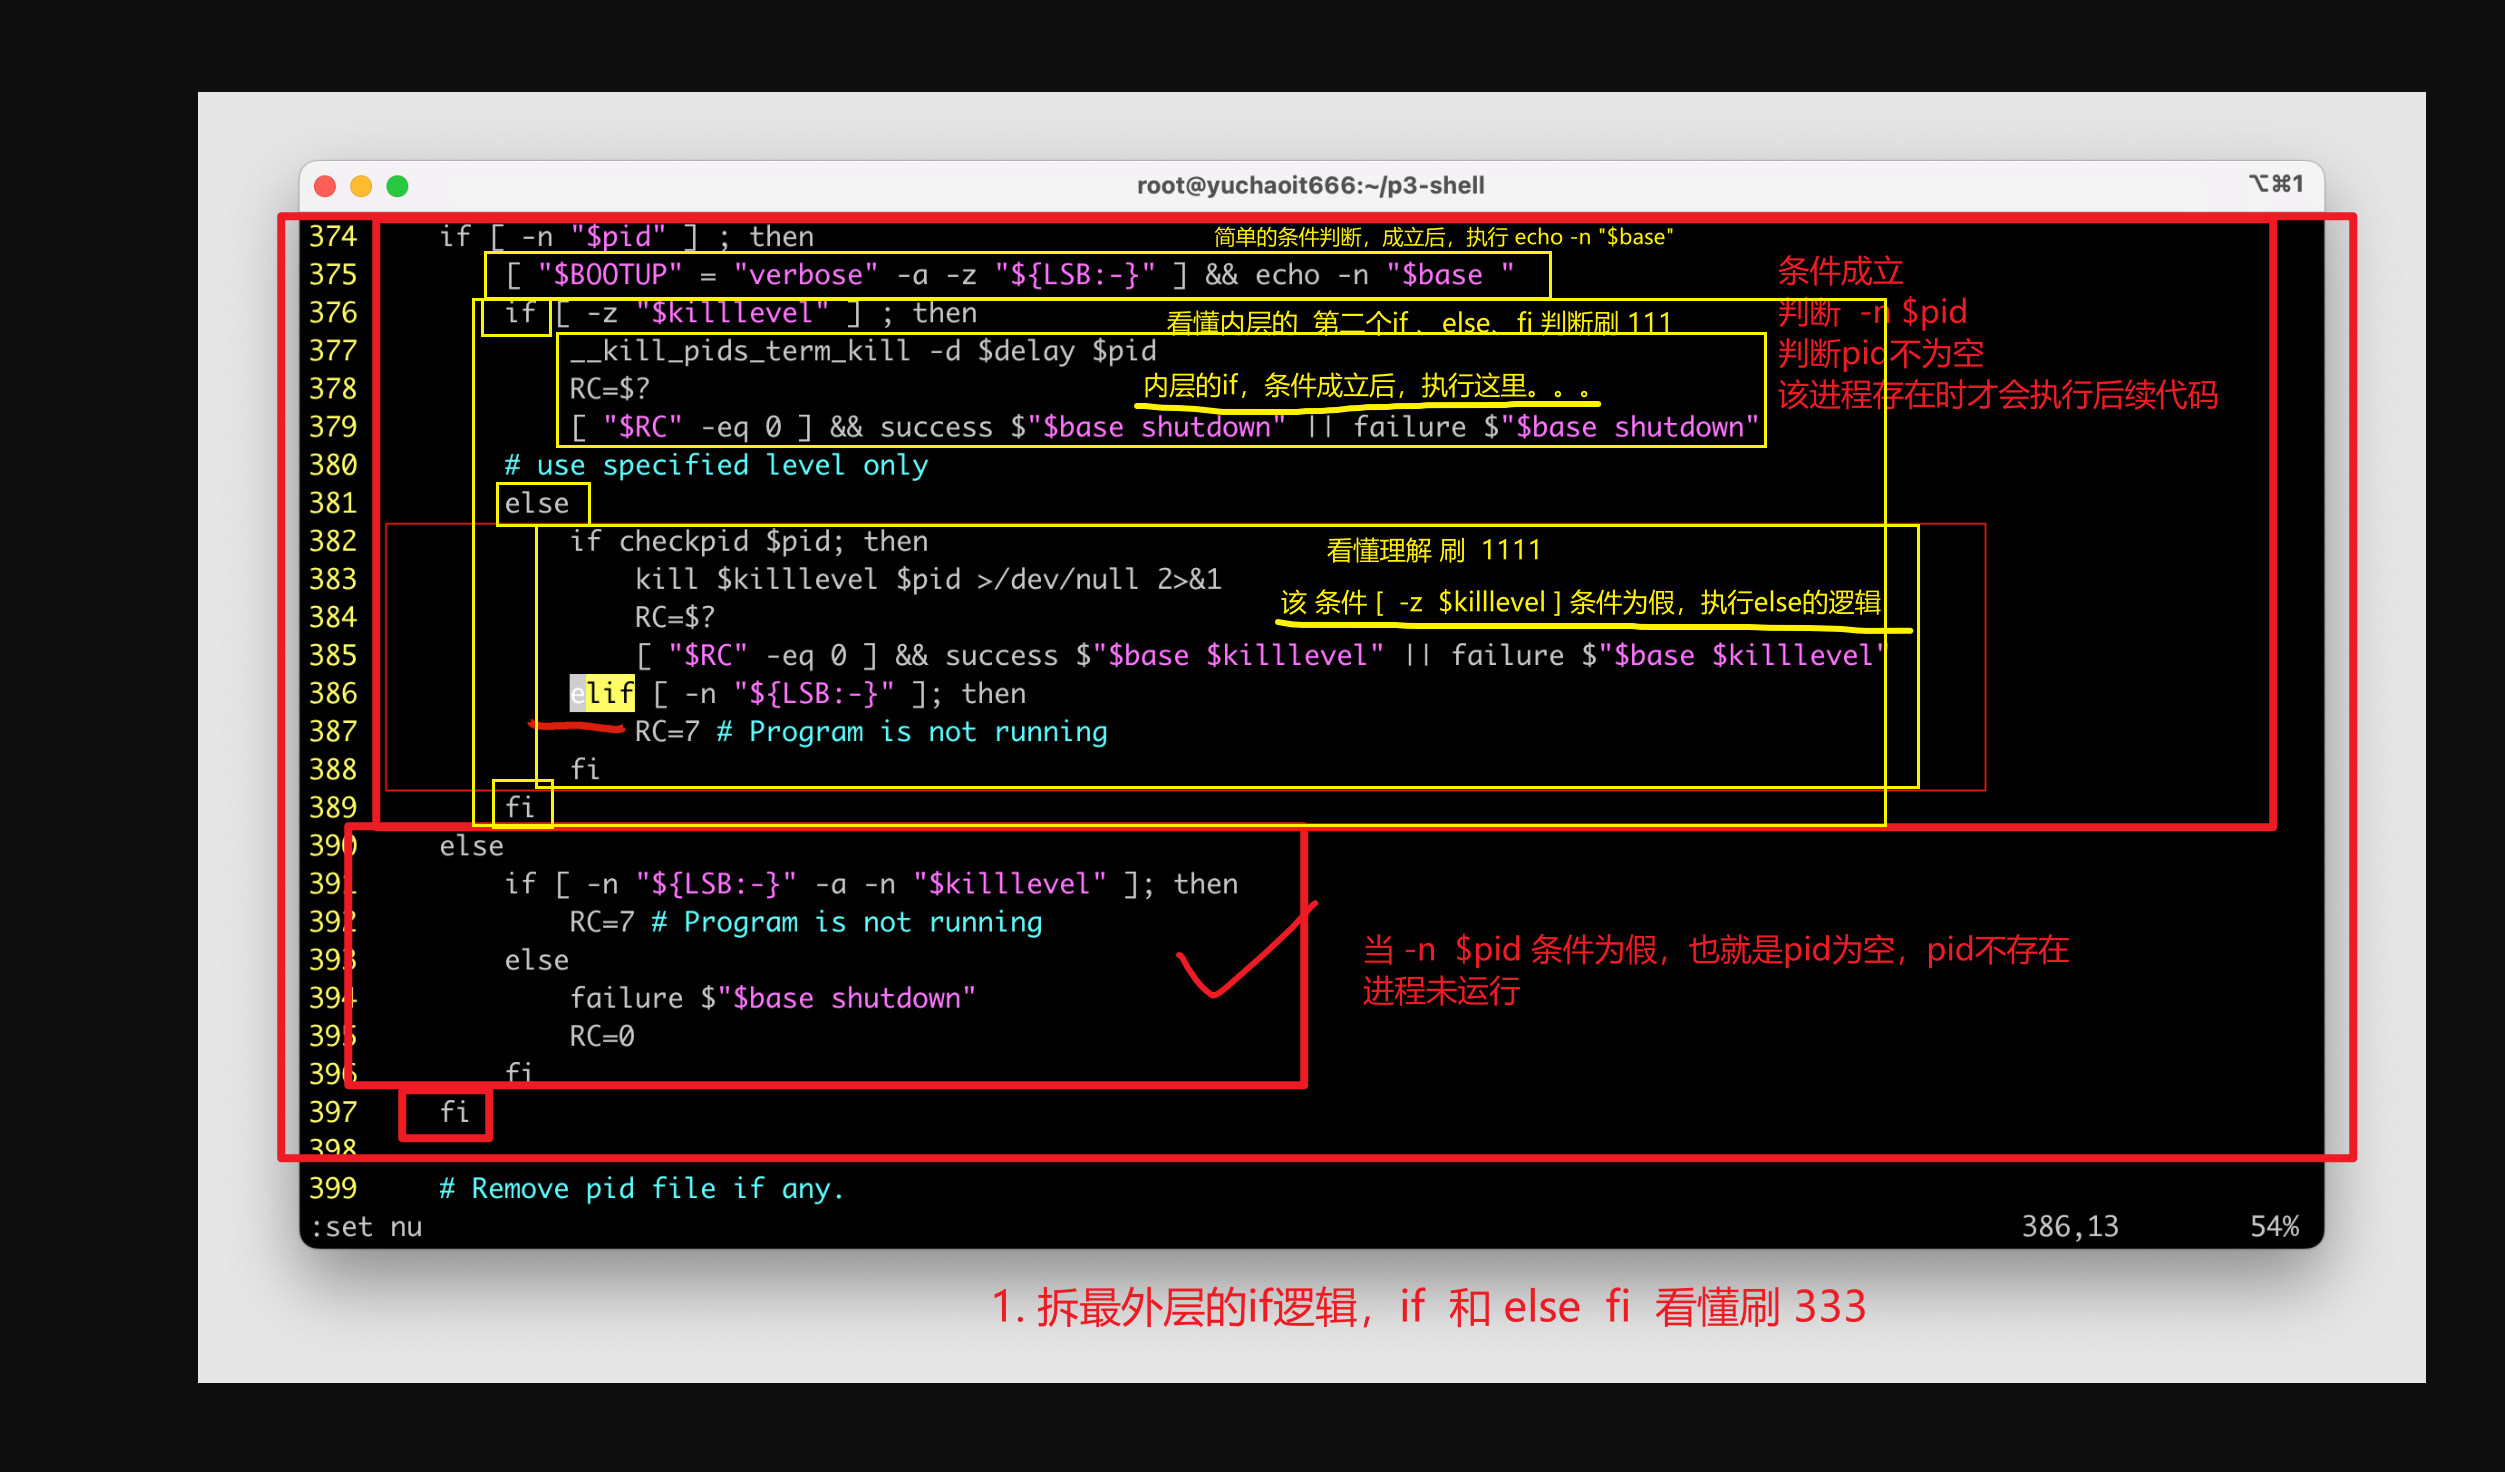 root@yuchaoit666:~/p3-shell
⌥⌘1
374 if [ -n "$pid" ] ; then
简单的条件判断，成立后，执行 echo -n "$base"
375 [ "$BOOTUP" = "verbose" -a -z "${LSB:-}" ] && echo -n "$base "
条件成立
376 if [ -z "$killlevel" ] ; then
看懂内层的 第二个if 、else、fi 判断刷 111
判断 -n $pid
377 __kill_pids_term_kill -d $delay $pid
判断pid不为空
378 RC=$?
内层的if，条件成立后，执行这里。。。
该进程存在时才会执行后续代码
379 [ "$RC" -eq 0 ] && success $"$base shutdown" || failure $"$base shutdown"
380 # use specified level only
381 else
382 if checkpid $pid; then
看懂理解 刷 1111
383 kill $killlevel $pid >/dev/null 2>&1
384 RC=$?
该 条件 [ -z $killlevel ] 条件为假，执行else的逻辑
385 [ "$RC" -eq 0 ] && success $"$base $killlevel" || failure $"$base $killlevel"
386 elif [ -n "${LSB:-}" ]; then
387 RC=7 # Program is not running
388 fi
389 fi
390 else
391 if [ -n "${LSB:-}" -a -n "$killlevel" ]; then
392 RC=7 # Program is not running
393 else
当 -n $pid 条件为假，也就是pid为空，pid不存在
进程未运行
394 failure $"$base shutdown"
395 RC=0
396 fi
397 fi
398
399 # Remove pid file if any.
:set nu
386,13
54%
1. 拆最外层的if逻辑，if 和 else fi 看懂刷 333